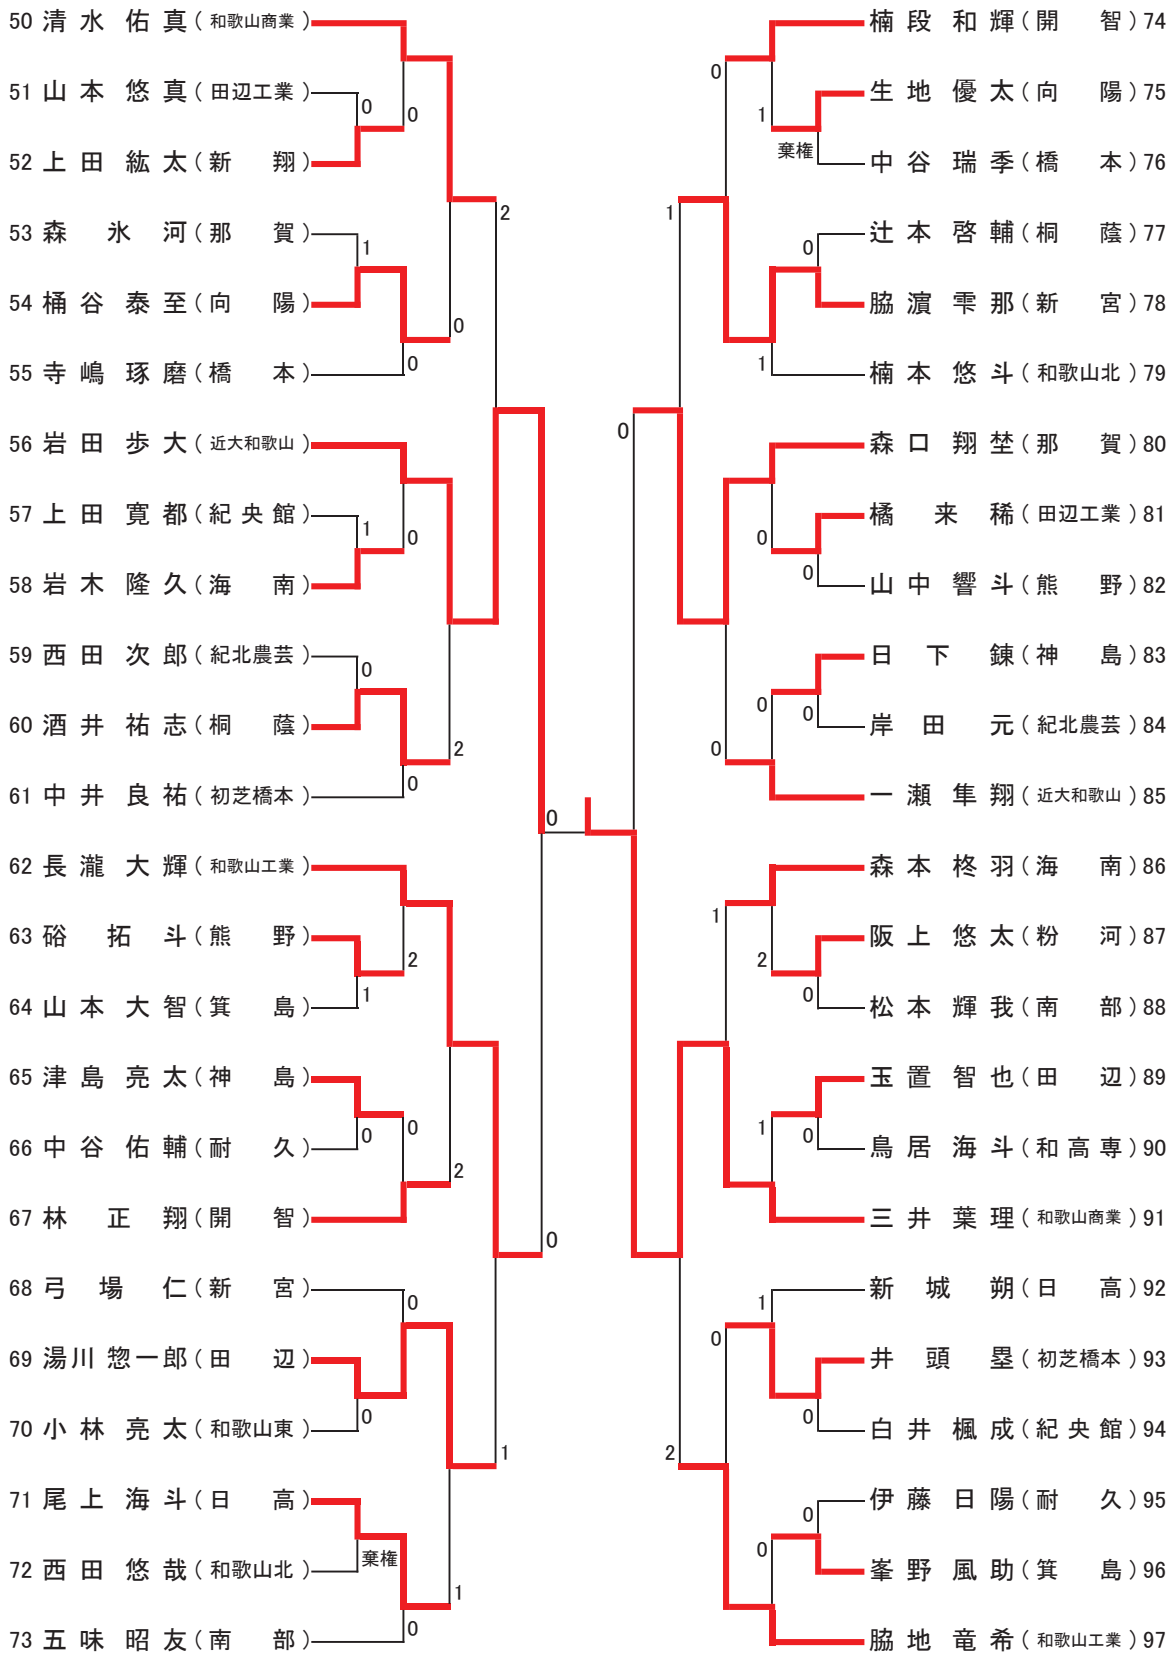 50 清水 佑真 (和歌山商業)
51 山本 悠真 (田辺工業)
0
0
52 上田 紘太 (新 翔)
2
53 森 氷河 (那 賀)
1
54 桶谷 泰至 (向 陽)
0
55 寺嶋 琢磨 (橋 本)
0
56 岩田 歩大 (近大和歌山)
57 上田 寛都 (紀央館)
1
0
58 岩木 隆久 (海 南)
59 西田 次郎 (紀北農芸)
0
60 酒井 祐志 (桐 蔭)
2
61 中井 良祐 (初芝橋本)
0
0
62 長瀧 大輝 (和歌山工業)
63 硲 拓斗 (熊 野)
2
64 山本 大智 (箕 島)
1
65 津島 亮太 (神 島)
66 中谷 佑輔 (耐 久)
0
0
2
67 林 正翔 (開 智)
0
68 弓場 仁 (新 宮)
0
69 湯川 惣一郎 (田 辺)
70 小林 亮太 (和歌山東)
0
1
71 尾上 海斗 (日 高)
72 西田 悠哉 (和歌山北)
棄権
1
73 五味 昭友 (南 部)
0
楠段 和輝 (開 智) 74
0
生地 優太 (向 陽) 75
1
棄権
中谷 瑞季 (橋 本) 76
1
辻本 啓輔 (桐 蔭) 77
0
脇濵 雫那 (新 宮) 78
楠本 悠斗 (和歌山北) 79
1
0
森口 翔埜 (那 賀) 80
橘 来稀 (田辺工業) 81
0
山中 響斗 (熊 野) 82
0
日下 錬 (神 島) 83
0
0
岸田 元 (紀北農芸) 84
0
一瀬 隼翔 (近大和歌山) 85
森本 柊羽 (海 南) 86
1
阪上 悠太 (粉 河) 87
2
松本 輝我 (南 部) 88
0
玉置 智也 (田 辺) 89
1
0
鳥居 海斗 (和高専) 90
三井 葉理 (和歌山商業) 91
新城 朔 (日 高) 92
1
0
井頭 塁 (初芝橋本) 93
0
白井 楓成 (紀央館) 94
2
伊藤 日陽 (耐 久) 95
0
0
峯野 風助 (箕 島) 96
脇地 竜希 (和歌山工業) 97